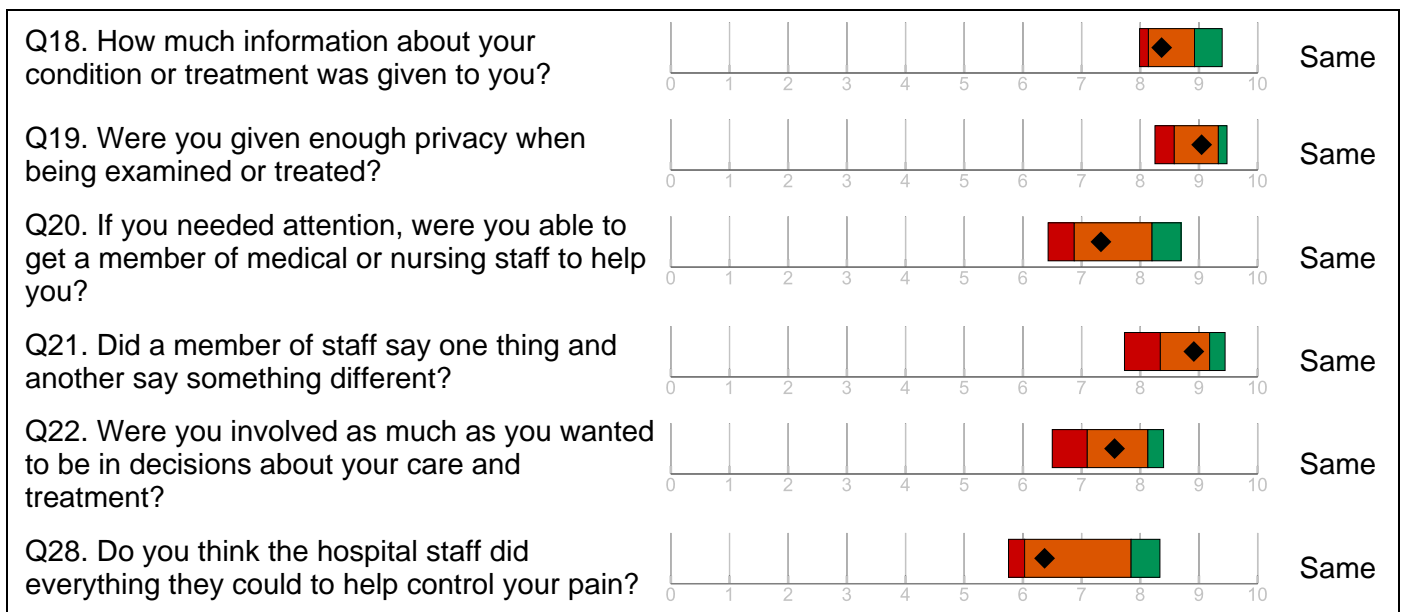 Q18. How much information about your
condition or treatment was given to you?
0 1 2 3 4 5 6 7 8 9 10
Same
Q19. Were you given enough privacy when
being examined or treated?
0 1 2 3 4 5 6 7 8 9 10
Same
Q20. If you needed attention, were you able to
get a member of medical or nursing staff to help
you?
0 1 2 3 4 5 6 7 8 9 10
Same
Q21. Did a member of staff say one thing and
another say something different?
0 1 2 3 4 5 6 7 8 9 10
Same
Q22. Were you involved as much as you wanted
to be in decisions about your care and
treatment?
0 1 2 3 4 5 6 7 8 9 10
Same
Q28. Do you think the hospital staff did
everything they could to help control your pain?
0 1 2 3 4 5 6 7 8 9 10
Same